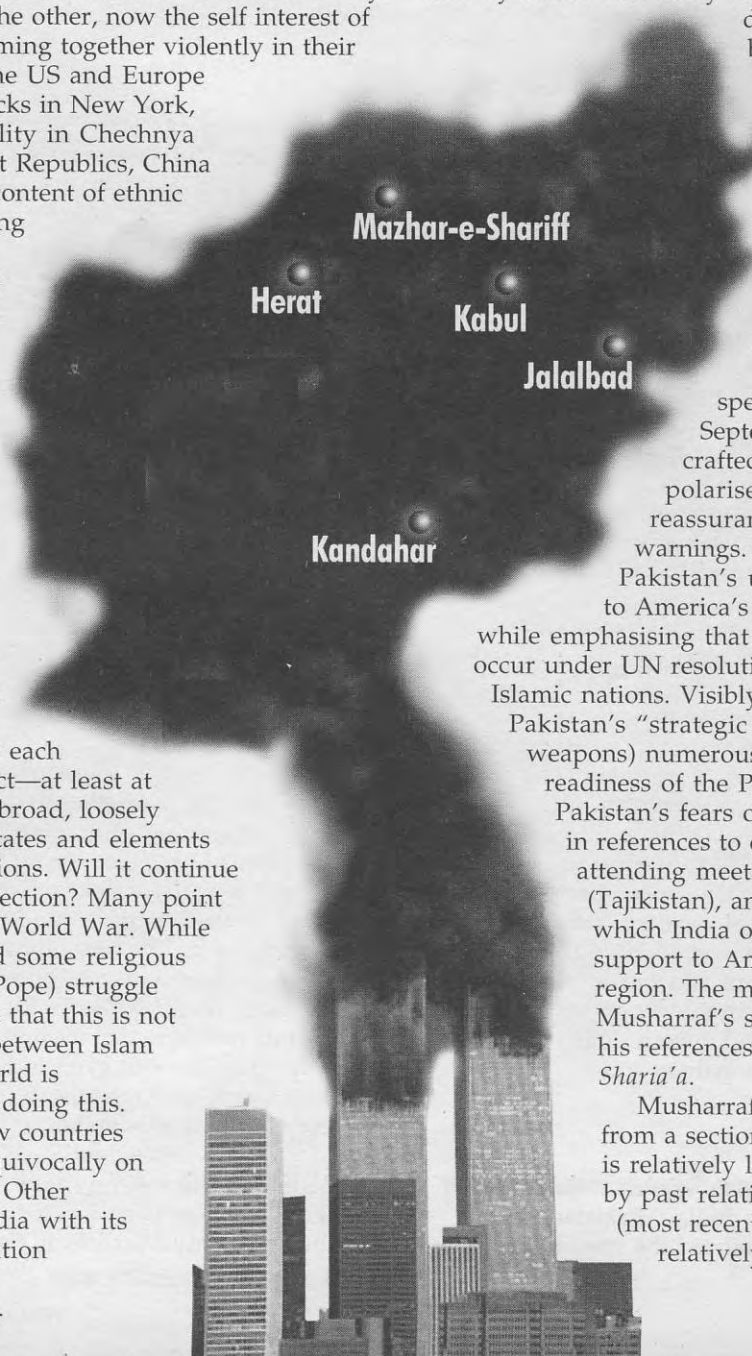 he other, now the self interest of
ming together violently in their
he US and Europe
cks in New York,
lity in Chechnya
t Republics, China
content of ethnic
ng
each
ct—at least at
broad, loosely
tates and elements
ions. Will it continue
ection? Many point
World War. While
d some religious
Pope) struggle
that this is not
between Islam
rld is
doing this.
w countries
quivocally on
Other
dia with its
tion
Mazhar-e-Shariff
Herat
Kabul
Jalalbad
Kandahar
spe
Septe
crafted
polarise
reassuran
warnings.
Pakistan's u
to America's
while emphasising that
occur under UN resoluti
Islamic nations. Visibly
Pakistan's "strategic
weapons) numerous
readiness of the P
Pakistan's fears o
in references to
attending meet
(Tajikistan), an
which India o
support to Am
region. The m
Musharraf's s
his references
Sharia'a.
Musharraf
from a section
is relatively l
by past relati
(most recen
relatively